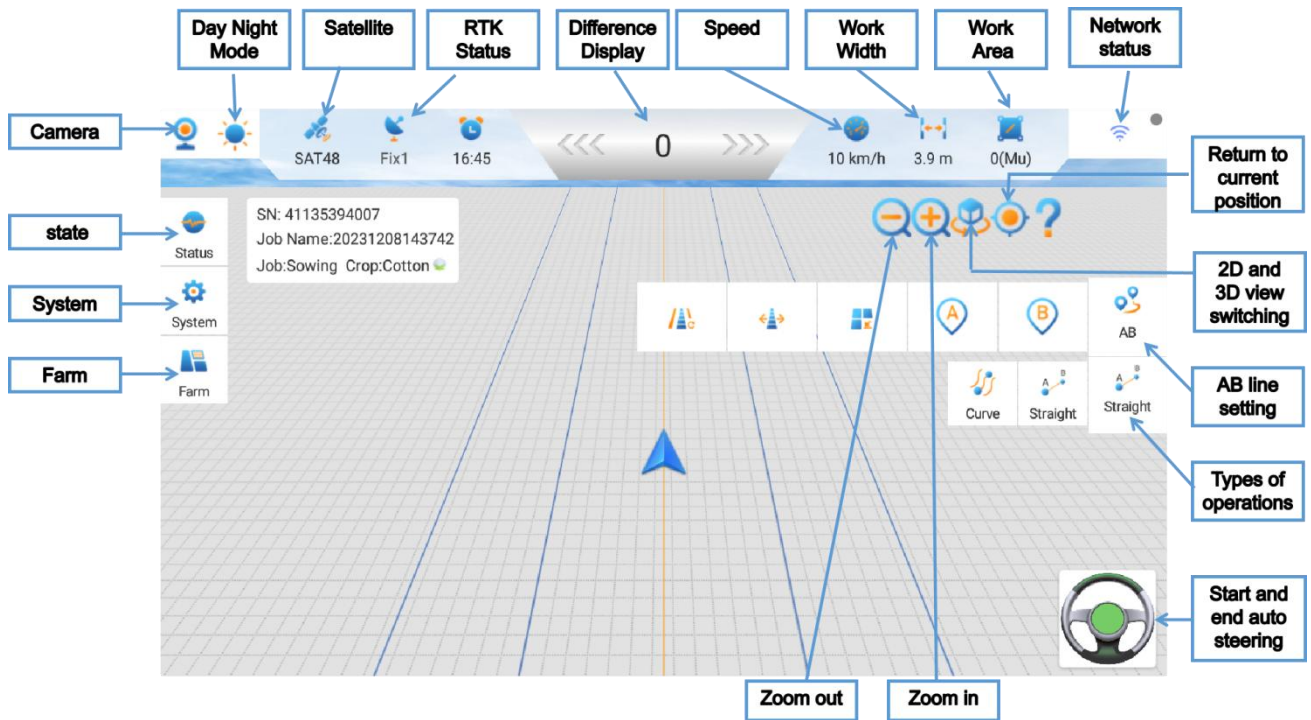 Day Night
Mode
Satellite
RTK
Status
Difference
Display
Speed
Work
Width
Work
Area
Network
status
Camera
SAT48
Fix1
16:45
0
10 km/h
3.9 m
0(Mu)
Return to
current
position
state
Status
SN: 41135394007
Job Name:20231208143742
Job:Sowing Crop:Cotton
2D and
3D view
switching
System
System
A
B
AB
Farm
Farm
Curve
A B
Straight
A B
Straight
AB line
setting
Types of
operations
Start and
end auto
steering
Zoom out
Zoom in